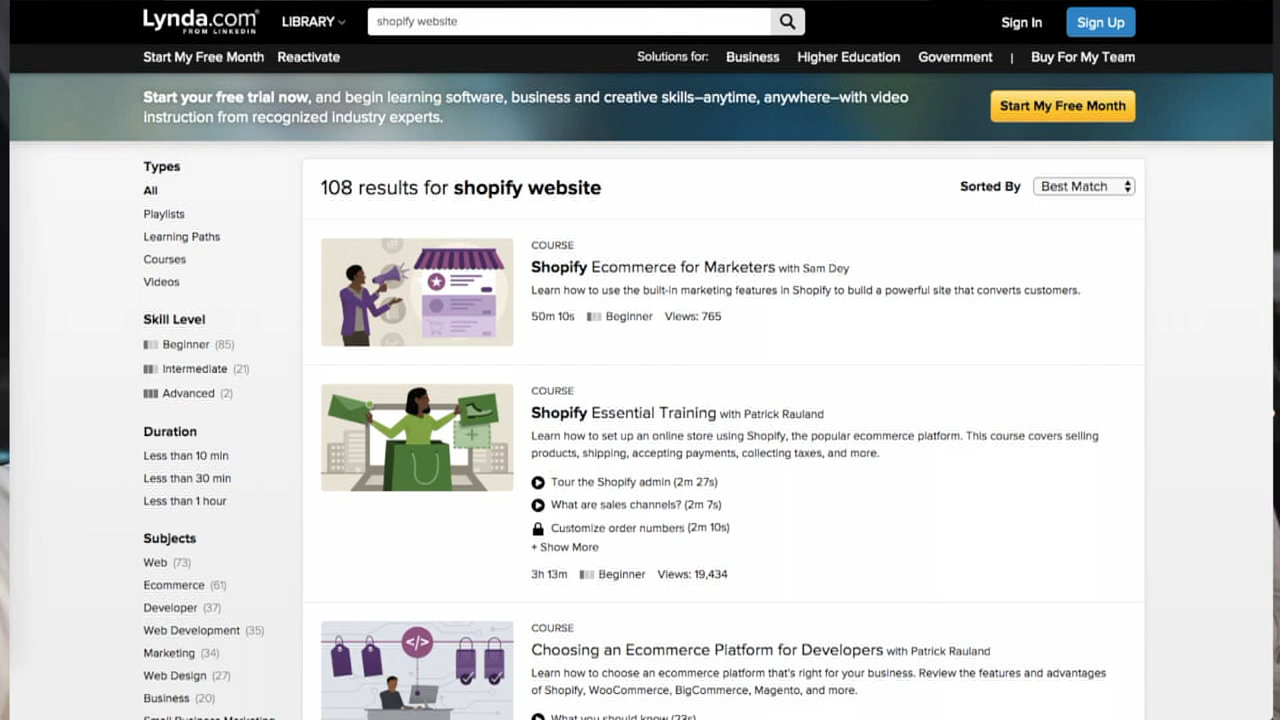 Lynda.com®
FROM LINKEDIN
LIBRARY
shopify website
Sign In
Sign Up
Start My Free Month
Reactivate
Solutions for:
Business
Higher Education
Government
|
Buy For My Team
Start your free trial now, and begin learning software, business and creative skills–anytime, anywhere–with video
instruction from recognized industry experts.
Start My Free Month
Types
All
Playlists
Learning Paths
Courses
Videos
Skill Level
Beginner (85)
Intermediate (21)
Advanced (2)
Duration
Less than 10 min
Less than 30 min
Less than 1 hour
Subjects
Web (73)
Ecommerce (61)
Developer (37)
Web Development (35)
Marketing (34)
Web Design (27)
Business (20)
Small Business Marketing
108 results for shopify website
Sorted By
Best Match
COURSE
Shopify Ecommerce for Marketers with Sam Dey
Learn how to use the built-in marketing features in Shopify to build a powerful site that converts customers.
50m 10s Beginner Views: 765
COURSE
Shopify Essential Training with Patrick Rauland
Learn how to set up an online store using Shopify, the popular ecommerce platform. This course covers selling
products, shipping, accepting payments, collecting taxes, and more.
Tour the Shopify admin (2m 27s)
What are sales channels? (2m 7s)
Customize order numbers (2m 10s)
+ Show More
3h 13m Beginner Views: 19,434
</>
COURSE
Choosing an Ecommerce Platform for Developers with Patrick Rauland
Learn how to choose an ecommerce platform that's right for your business. Review the features and advantages
of Shopify, WooCommerce, BigCommerce, Magento, and more.
What you should know (23s)